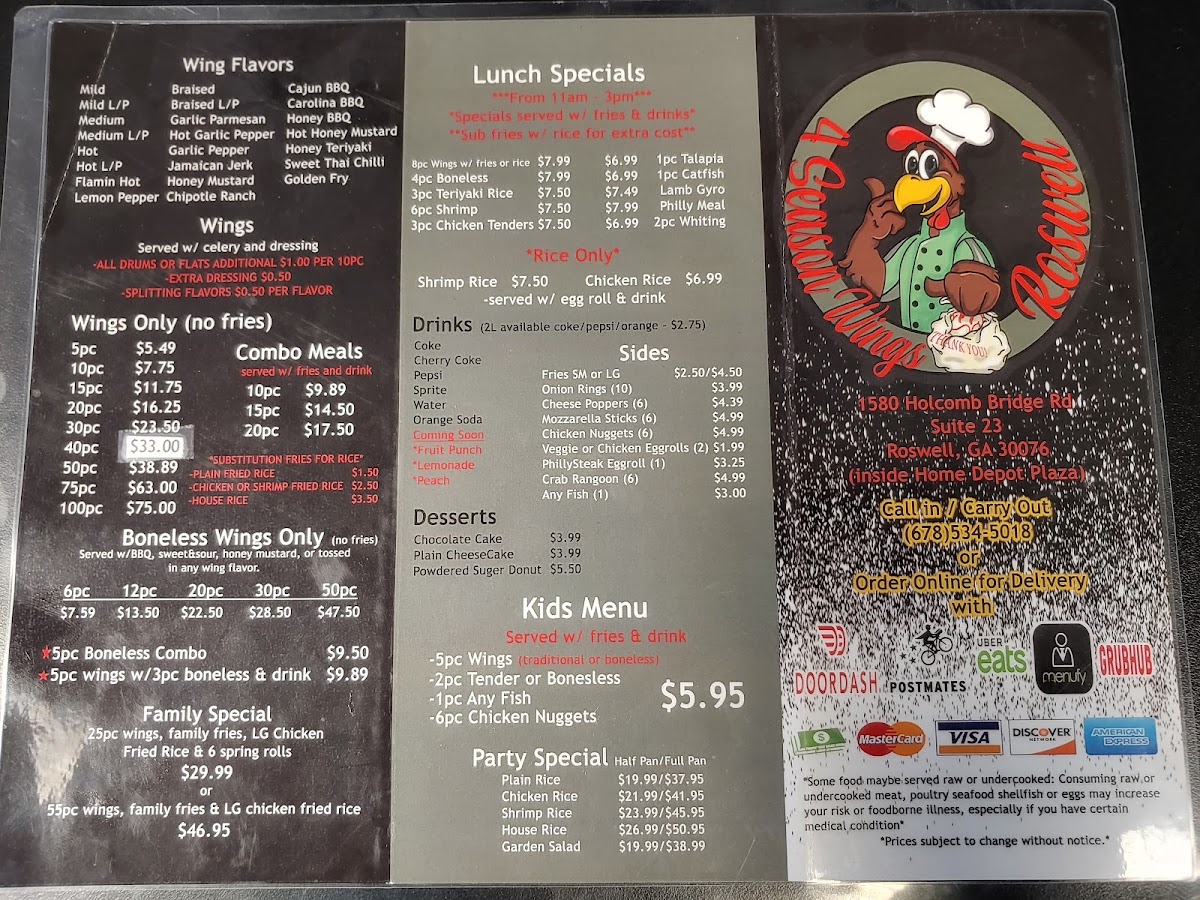 Wing Flavors
Mild Braised Cajun BBQ
Mild L/P Braised L/P Carolina BBQ
Medium Garlic Parmesan Honey BBQ
Medium L/P Hot Garlic Pepper Hot Honey Mustard
Hot Garlic Pepper Honey Teriyaki
Hot L/P Jamaican Jerk Sweet Thai Chilli
Flamin Hot Honey Mustard Golden Fry
Lemon Pepper Chipotle Ranch
Wings
Served w/ celery and dressing
-ALL DRUMS OR FLATS ADDITIONAL $1.00 PER 10PC
-EXTRA DRESSING $0.50
-SPLITTING FLAVORS $0.50 PER FLAVOR
Wings Only (no fries)
5pc $5.49
10pc $7.75
15pc $11.75
20pc $16.25
30pc $23.50
40pc $33.00
50pc $38.89
75pc $63.00
100pc $75.00
Combo Meals
served w/ fries and drink
10pc $9.89
15pc $14.50
20pc $17.50
*SUBSTITUTION FRIES FOR RICE*
-PLAIN FRIED RICE $1.50
-CHICKEN OR SHRIMP FRIED RICE $2.50
-HOUSE RICE $3.50
Boneless Wings Only (no fries)
Served w/BBQ, sweet&sour, honey mustard, or tossed
in any wing flavor.
6pc 12pc 20pc 30pc 50pc
$7.59 $13.50 $22.50 $28.50 $47.50
★5pc Boneless Combo $9.50
★5pc wings w/3pc boneless & drink $9.89
Family Special
25pc wings, family fries, LG Chicken
Fried Rice & 6 spring rolls
$29.99
or
55pc wings, family fries & LG chicken fried rice
$46.95
Lunch Specials
***From 11am - 3pm***
*Specials served w/ fries & drinks*
**Sub fries w/ rice for extra cost**
8pc Wings w/ fries or rice $7.99 $6.99 1pc Talapia
4pc Boneless $7.99 $6.99 1pc Catfish
3pc Teriyaki Rice $7.50 $7.49 Lamb Gyro
6pc Shrimp $7.50 $7.99 Philly Meal
3pc Chicken Tenders $7.50 $6.99 2pc Whiting
*Rice Only*
Shrimp Rice $7.50 Chicken Rice $6.99
-served w/ egg roll & drink
Drinks (2L available coke/pepsi/orange - $2.75)
Coke
Cherry Coke
Pepsi
Sprite
Water
Orange Soda
Coming Soon
*Fruit Punch
*Lemonade
*Peach
Sides
Fries SM or LG $2.50/$4.50
Onion Rings (10) $3.99
Cheese Poppers (6) $4.39
Mozzarella Sticks (6) $4.99
Chicken Nuggets (6) $4.99
Veggie or Chicken Eggrolls (2) $1.99
PhillySteak Eggroll (1) $3.25
Crab Rangoon (6) $4.99
Any Fish (1) $3.00
Desserts
Chocolate Cake $3.99
Plain CheeseCake $3.99
Powdered Suger Donut $5.50
Kids Menu
Served w/ fries & drink
-5pc Wings (traditional or boneless)
-2pc Tender or Bonesless
-1pc Any Fish
-6pc Chicken Nuggets
$5.95
Party Special Half Pan/Full Pan
Plain Rice $19.99/$37.95
Chicken Rice $21.99/$41.95
Shrimp Rice $23.99/$45.95
House Rice $26.99/$50.95
Garden Salad $19.99/$38.99
4 Season Wings
Roswell
THANK YOU!
1580 Holcomb Bridge Rd
Suite 23
Roswell, GA 30076
(inside Home Depot Plaza)
Call in / Carry Out
(678)534-5018
or
Order Online for Delivery
with
DOORDASH
POSTMATES
UBER
eats
menufy
GRUBHUB
$
MasterCard
VISA
DISCOVER
NETWORK
AMERICAN
EXPRESS
*Some food maybe served raw or undercooked: Consuming raw or
undercooked meat, poultry seafood shellfish or eggs may increase
your risk or foodborne illness, especially if you have certain
medical condition*
*Prices subject to change without notice.*